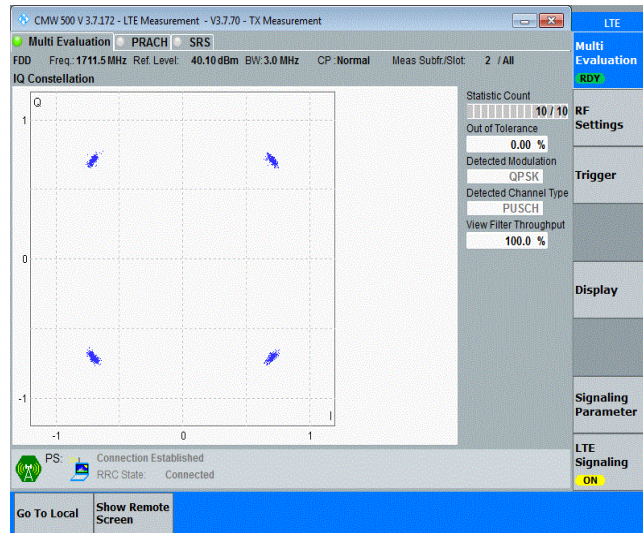 CMW 500 V 3.7.172 - LTE Measurement - V3.7.70 - TX Measurement
LTE
Multi Evaluation PRACH SRS
FDD Freq.: 1711.5 MHz Ref. Level: 40.10 dBm BW: 3.0 MHz CP : Normal Meas Subfr./Slot: 2 / All
IQ Constellation
Q
1
0
-1
-1 0 1
I
Statistic Count
10 / 10
Out of Tolerance
0.00 %
Detected Modulation
QPSK
Detected Channel Type
PUSCH
View Filter Throughput
100.0 %
Multi
Evaluation
RDY
RF
Settings
Trigger
Display
Signaling
Parameter
LTE
Signaling
ON
PS: Connection Established
RRC State: Connected
Go To Local
Show Remote
Screen